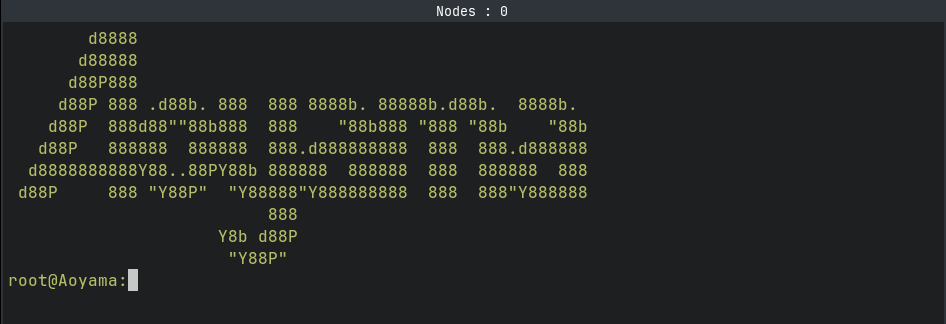 Nodes : 0
        d8888
       d88888
      d88P888
     d88P 888 .d88b. 888  888 8888b. 88888b.d88b.  8888b.
    d88P  888d88""88b888  888    "88b888 "888 "88b    "88b
   d88P   888888  888888  888.d888888888  888  888.d888888
  d8888888888Y88..88PY88b 888888  888888  888  888888  888
 d88P     888 "Y88P"  "Y88888"Y888888888  888  888"Y888888
                          888
                     Y8b d88P
                      "Y88P"
root@Aoyama: